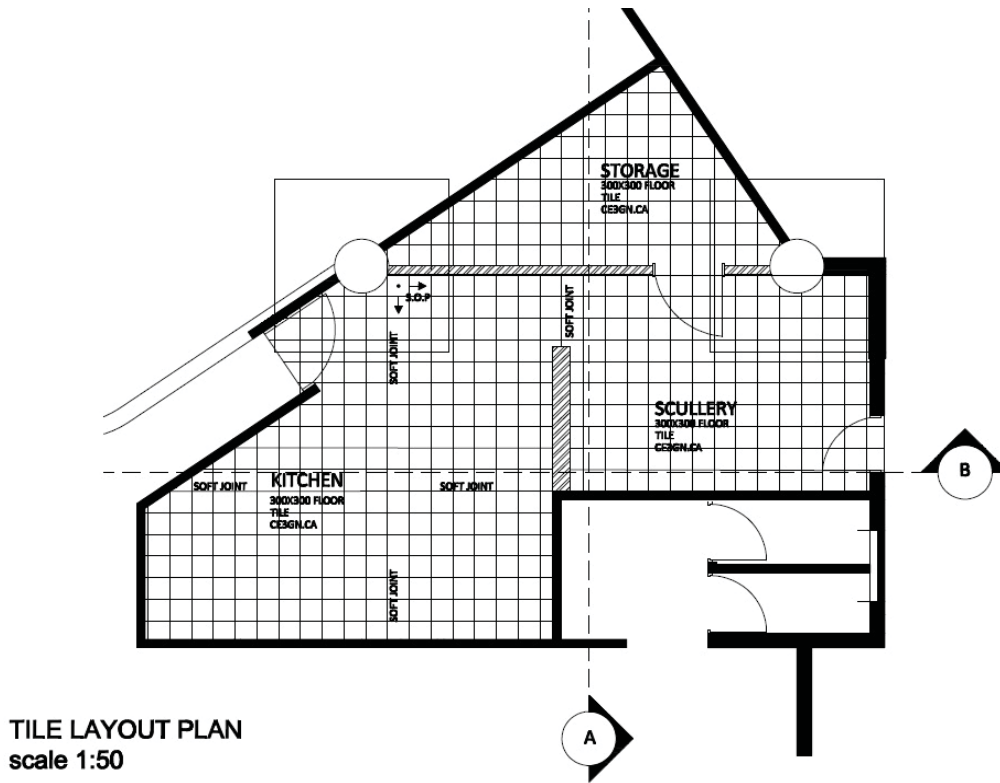 STORAGE
300X300 FLOOR
TILE
CE3GN.CA
S.O.P
SOFT JOINT
SOFT JOINT
SCULLERY
300X300 FLOOR
TILE
CE3GN.CA
B
KITCHEN
300X300 FLOOR
TILE
CE3GN.CA
SOFT JOINT
SOFT JOINT
SOFT JOINT
A
TILE LAYOUT PLAN
scale 1:50